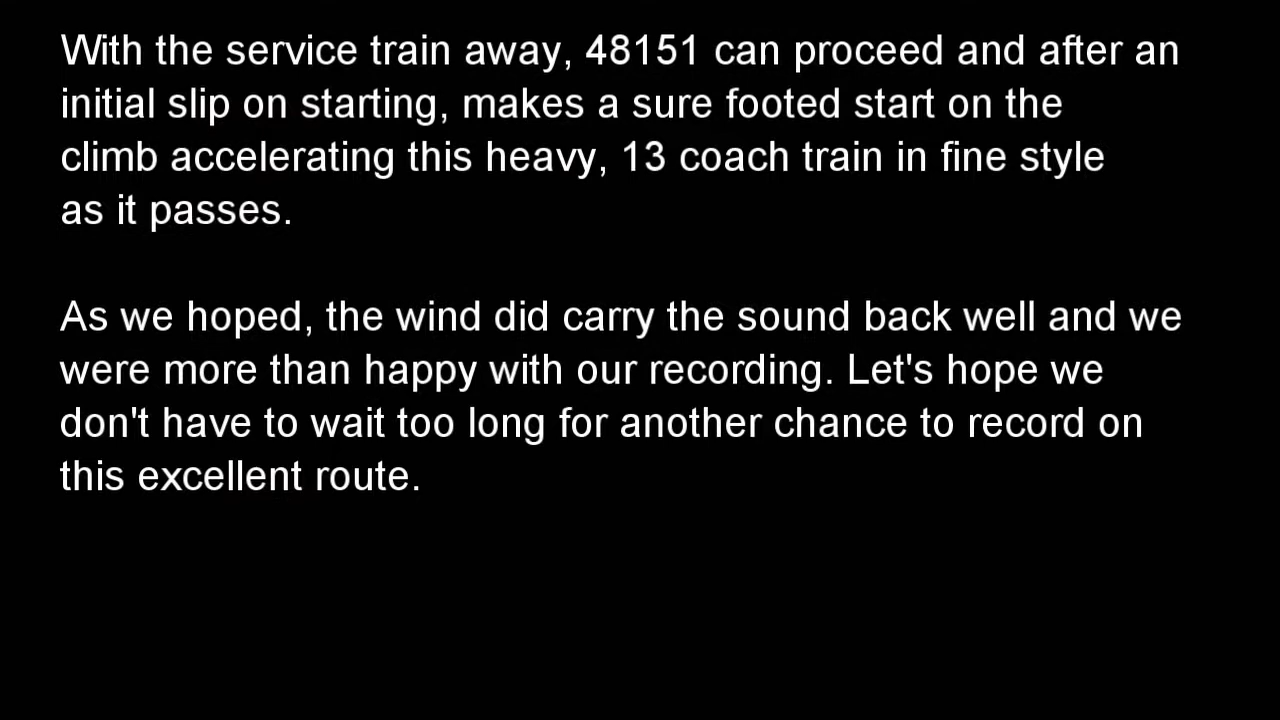 With the service train away, 48151 can proceed and after an
initial slip on starting, makes a sure footed start on the
climb accelerating this heavy, 13 coach train in fine style
as it passes.
As we hoped, the wind did carry the sound back well and we
were more than happy with our recording. Let's hope we
don't have to wait too long for another chance to record on
this excellent route.